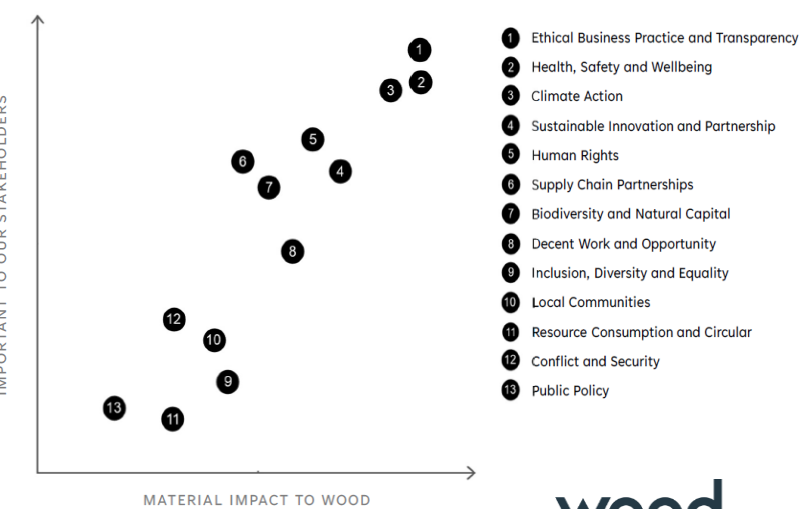 1 Ethical Business Practice and Transparency
2 Health, Safety and Wellbeing
3 Climate Action
4 Sustainable Innovation and Partnership
5 Human Rights
6 Supply Chain Partnerships
7 Biodiversity and Natural Capital
8 Decent Work and Opportunity
9 Inclusion, Diversity and Equality
10 Local Communities
11 Resource Consumption and Circular
12 Conflict and Security
13 Public Policy
1
2
3
5
4
6
7
8
12
10
9
13
11
IMPORTANT TO OUR STAKEHOLDERS
MATERIAL IMPACT TO WOOD
wood